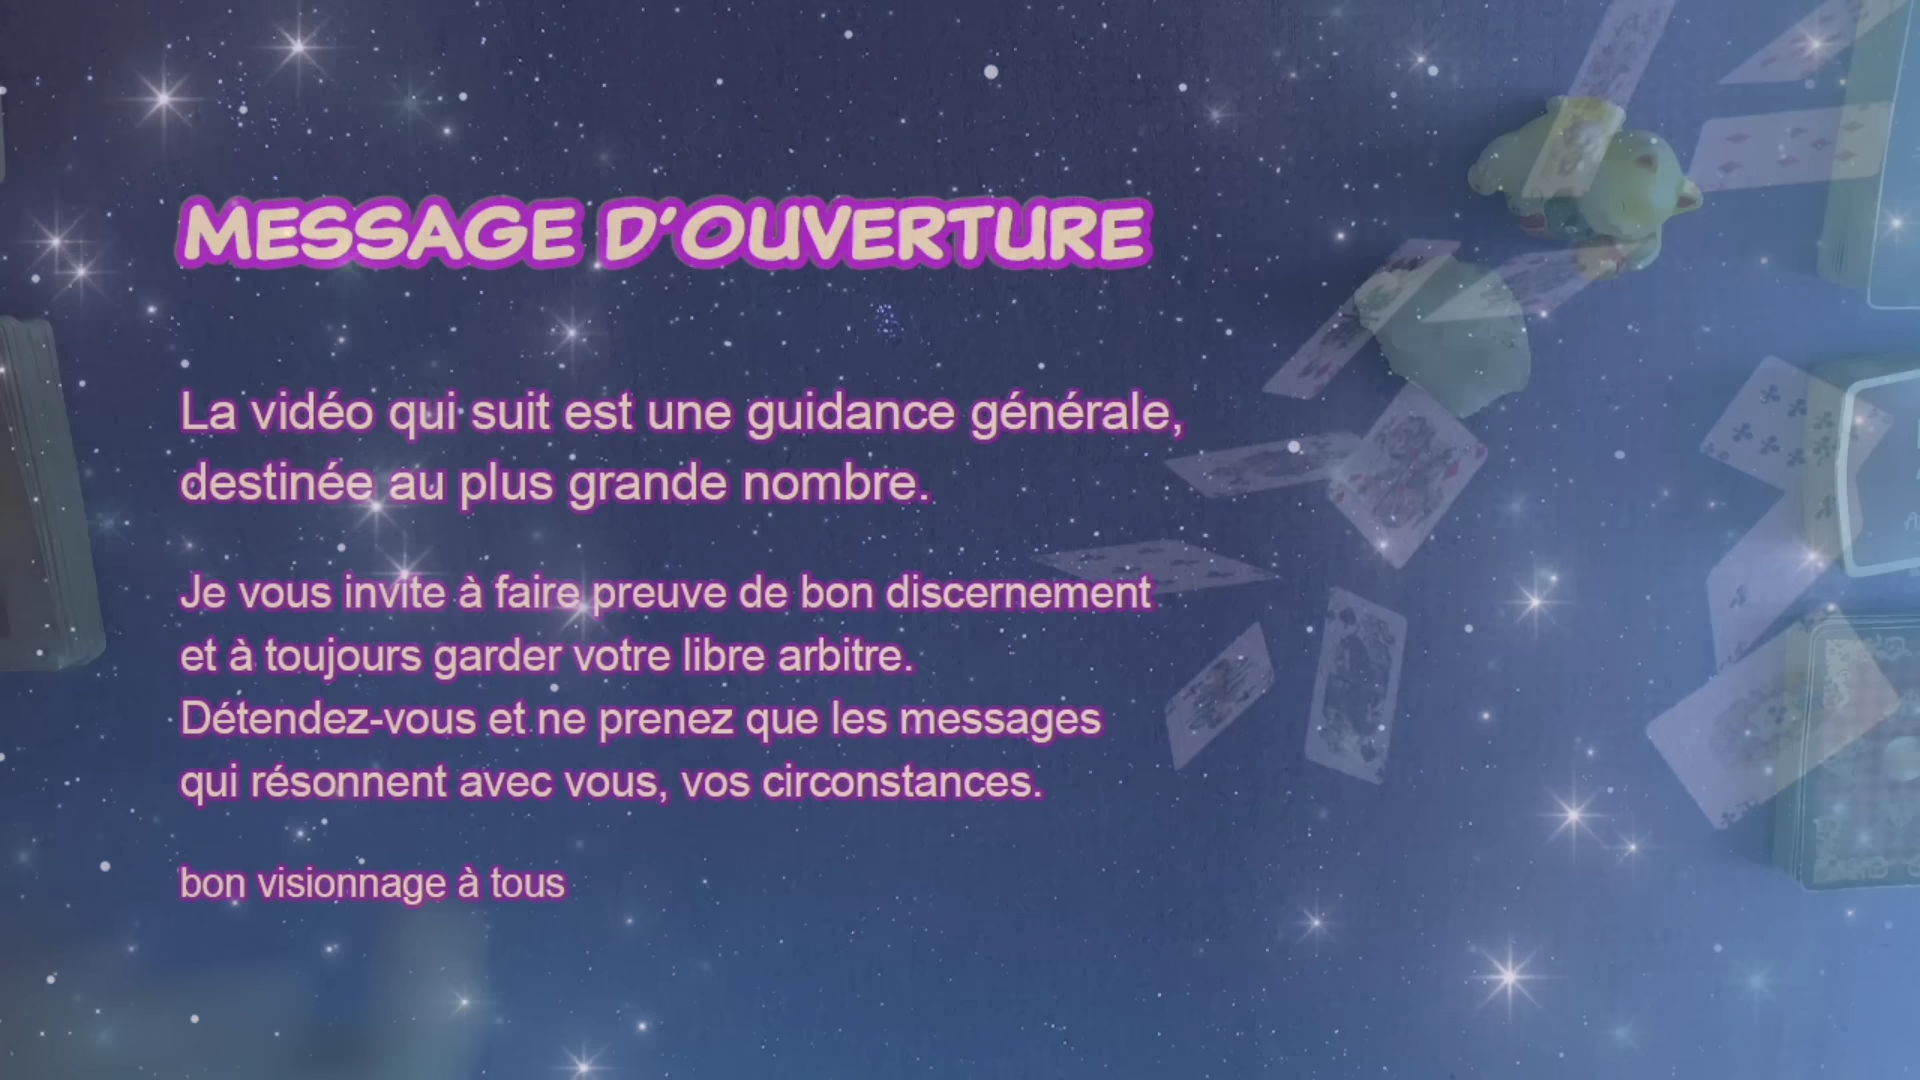 MESSAGE D'OUVERTURE
La vidéo qui suit est une guidance générale,
destinée au plus grande nombre.
Je vous invite à faire preuve de bon discernement
et à toujours garder votre libre arbitre.
Détendez-vous et ne prenez que les messages
qui résonnent avec vous, vos circonstances.
bon visionnage à tous